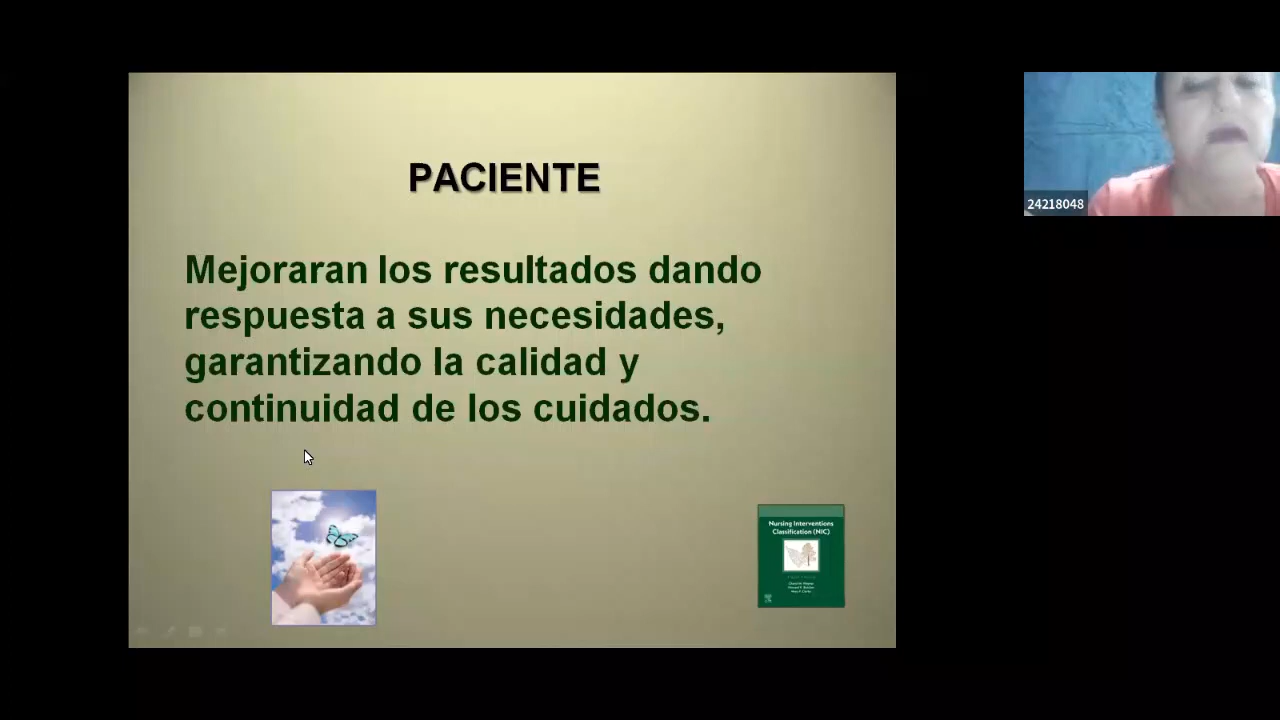 PACIENTE
Mejoraran los resultados dando
respuesta a sus necesidades,
garantizando la calidad y
continuidad de los cuidados.
24218048
Nursing Interventions
Classification (NIC)